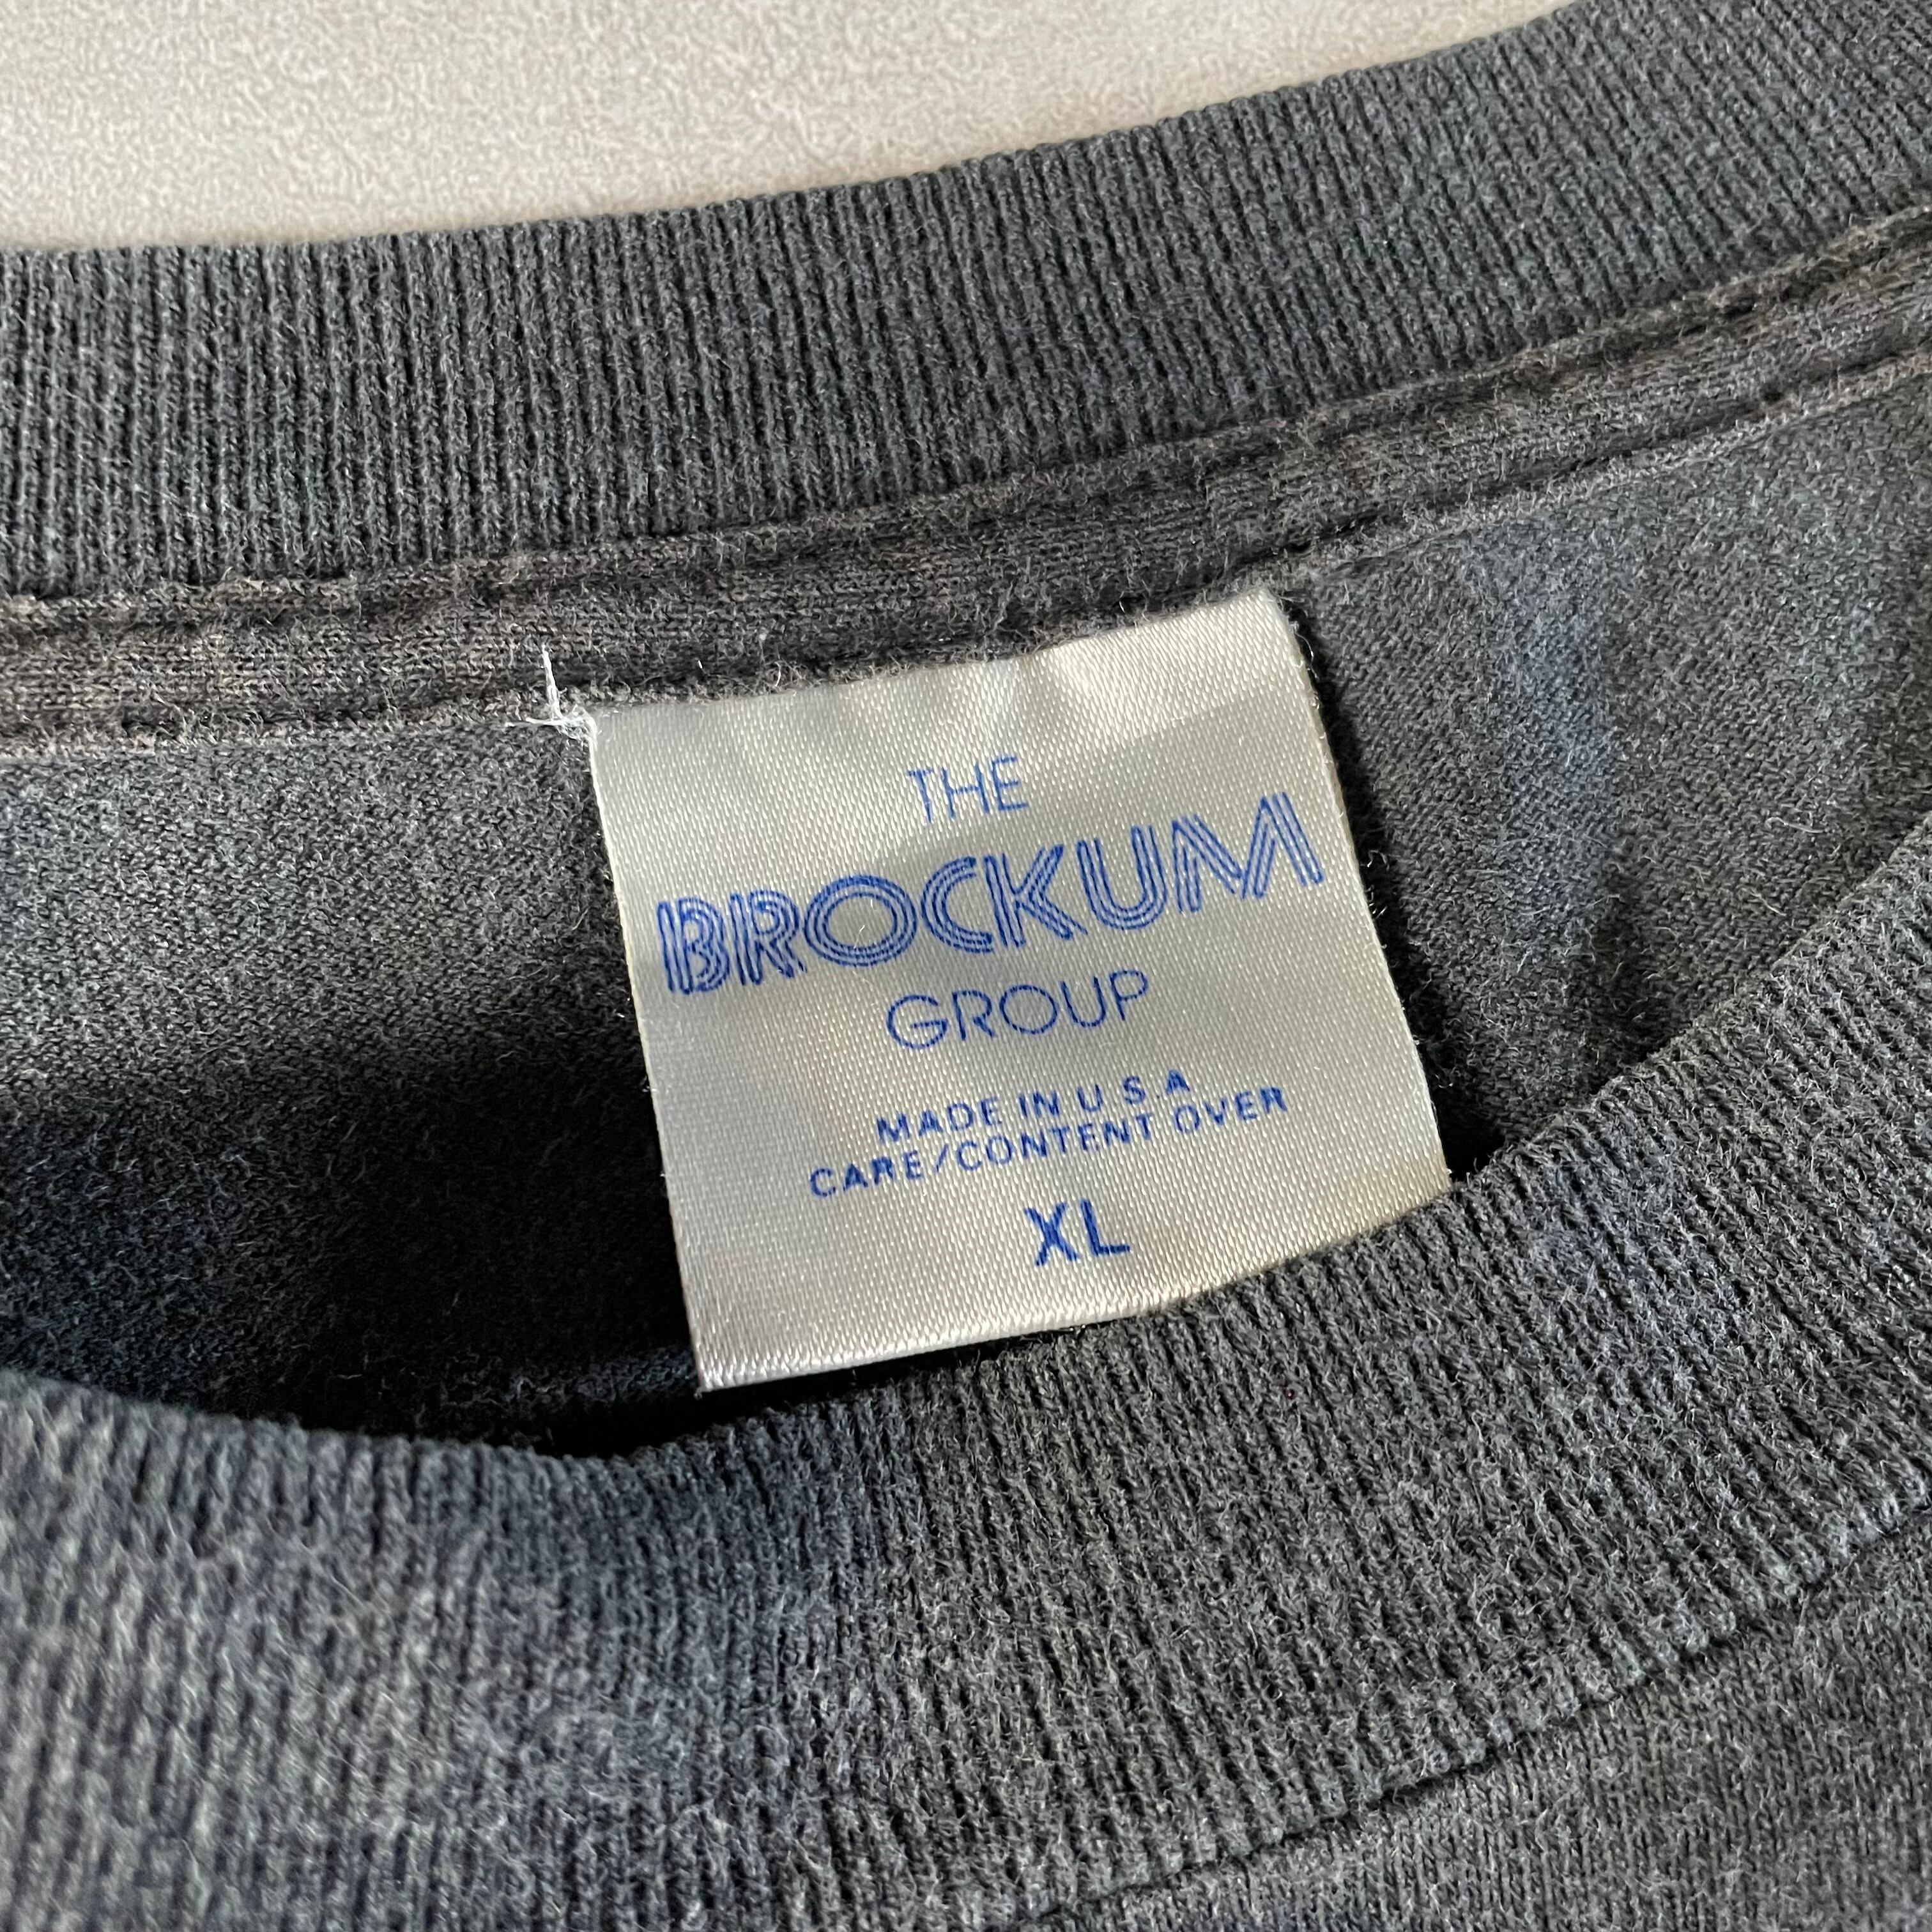 THE
BROCKUM
GROUP
MADE IN U.S.A
CARE/CONTENT OVER
XL